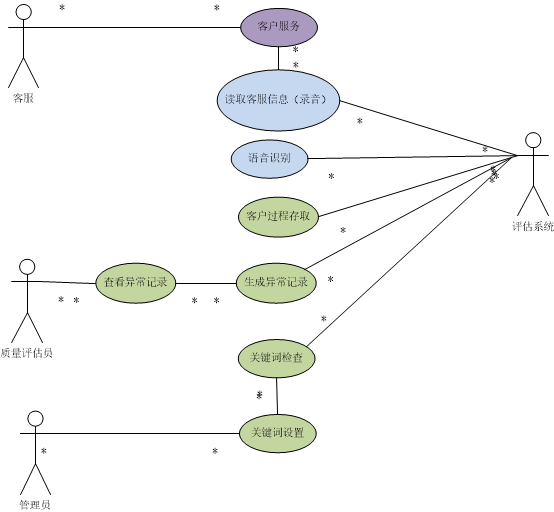 客户服务
客服
读取客服信息（录音）
语音识别
客户过程存取
评估系统
查看异常记录
生成异常记录
质量评估员
关键词检查
关键词设置
管理员